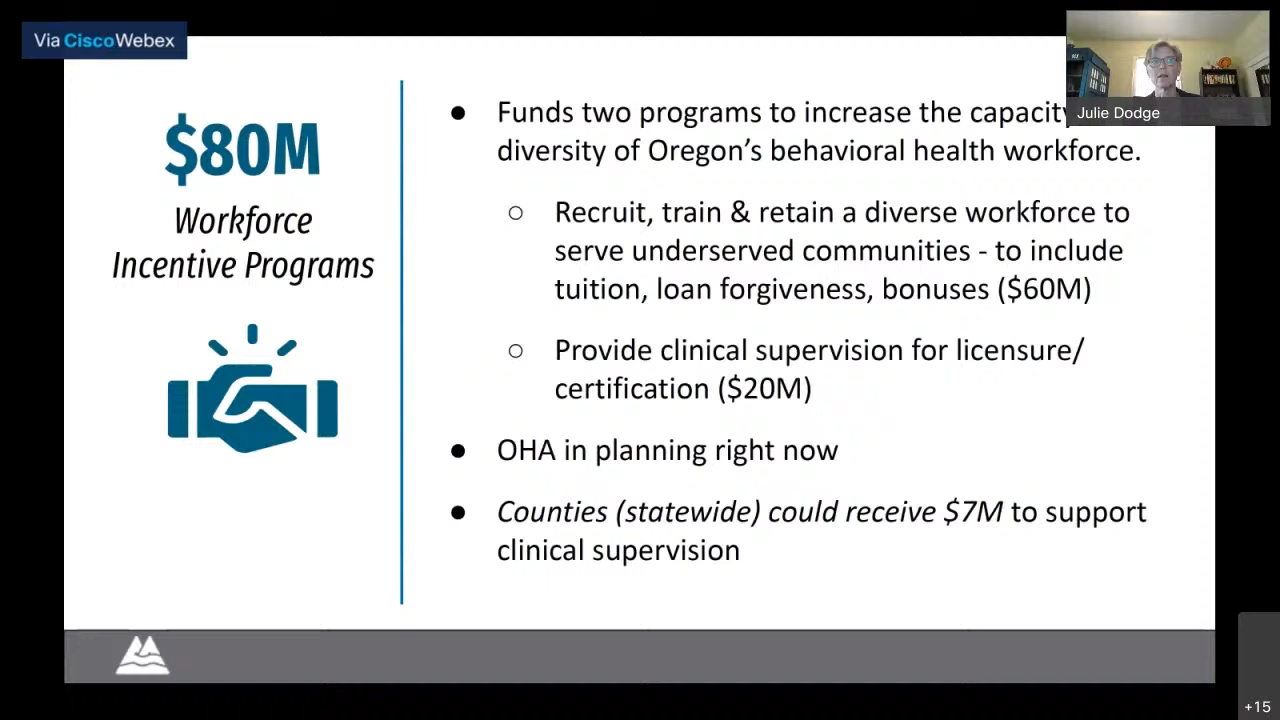 Via CiscoWebex
Julie Dodge
$80M
Workforce
Incentive Programs
● Funds two programs to increase the capacity
diversity of Oregon's behavioral health workforce.
○ Recruit, train & retain a diverse workforce to
serve underserved communities - to include
tuition, loan forgiveness, bonuses ($60M)
○ Provide clinical supervision for licensure/
certification ($20M)
● OHA in planning right now
● Counties (statewide) could receive $7M to support
clinical supervision
+15